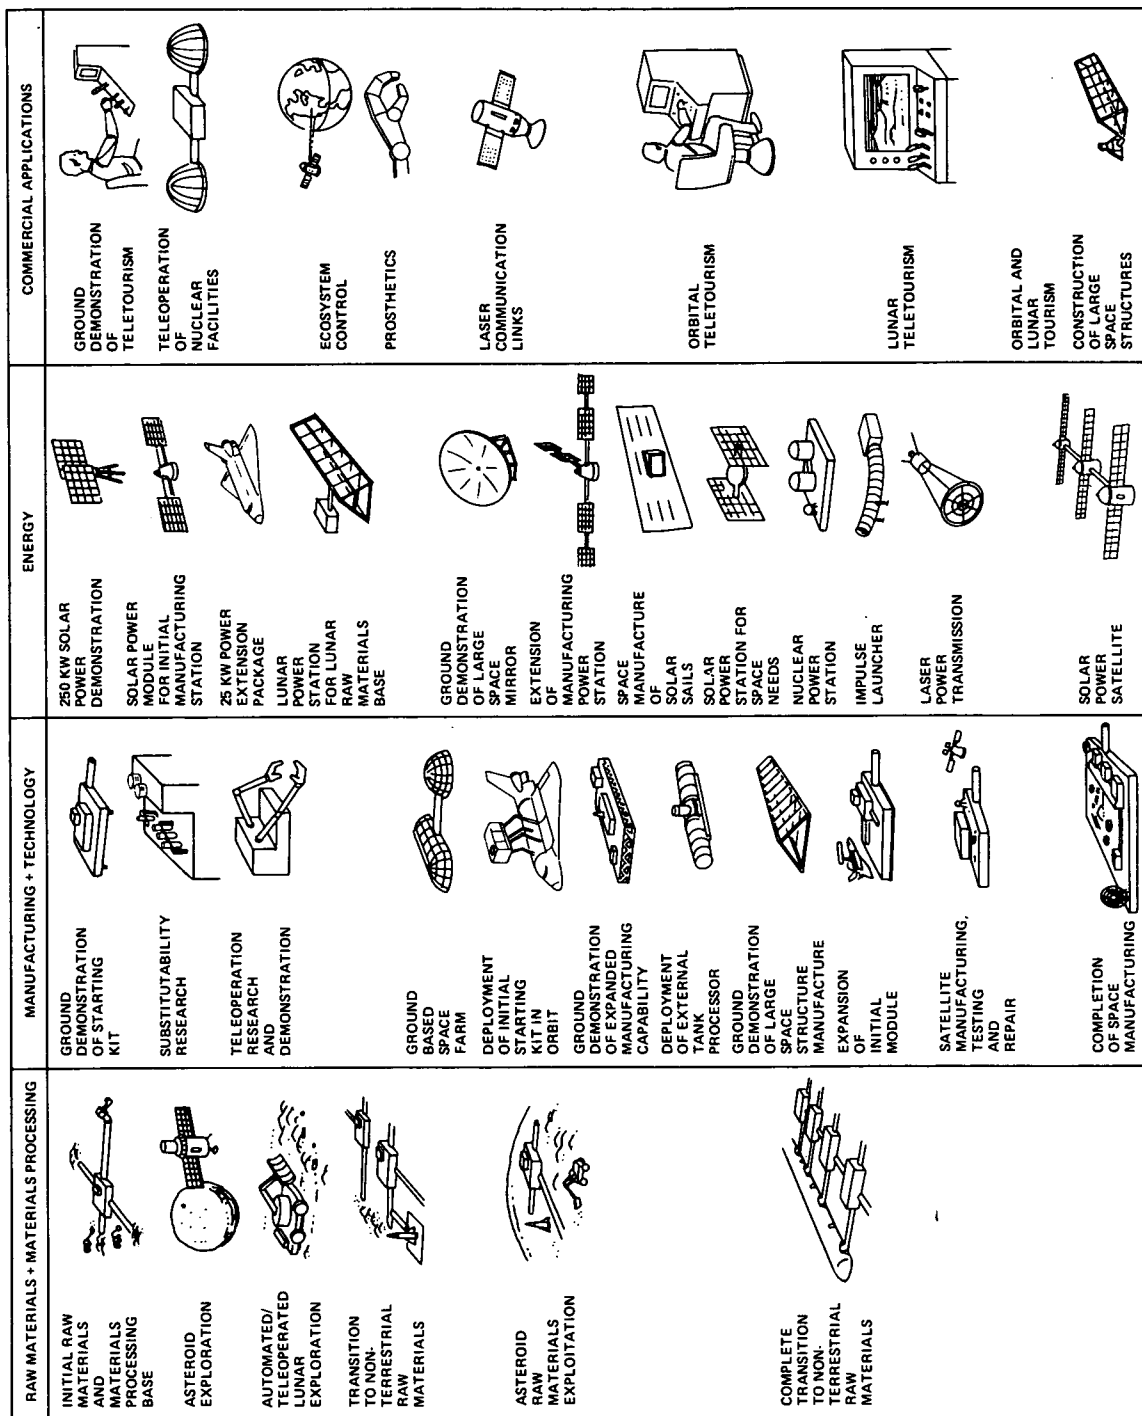 RAW MATERIALS + MATERIALS PROCESSING
INITIAL RAW
MATERIALS
AND
MATERIALS
PROCESSING
BASE
ASTEROID
EXPLORATION
AUTOMATED/
TELEOPERATED
LUNAR
EXPLORATION
TRANSITION
TO NON-
TERRESTRIAL
RAW
MATERIALS
ASTEROID
RAW
MATERIALS
EXPLOITATION
COMPLETE
TRANSITION
TO NON-
TERRESTRIAL
RAW
MATERIALS
MANUFACTURING + TECHNOLOGY
GROUND
DEMONSTRATION
OF STARTING
KIT
SUBSTITUTABILITY
RESEARCH
TELEOPERATION
RESEARCH
AND
DEMONSTRATION
GROUND
BASED
SPACE
FARM
DEPLOYMENT
OF INITIAL
STARTING
KIT IN
ORBIT
GROUND
DEMONSTRATION
OF EXPANDED
MANUFACTURING
CAPABILITY
DEPLOYMENT
OF EXTERNAL
TANK
PROCESSOR
GROUND
DEMONSTRATION
OF LARGE
SPACE
STRUCTURE
MANUFACTURE
EXPANSION
OF
INITIAL
MODULE
SATELLITE
MANUFACTURING,
TESTING
AND
REPAIR
COMPLETION
OF SPACE
MANUFACTURING
ENERGY
250 KW SOLAR
POWER
DEMONSTRATION
SOLAR POWER
MODULE
FOR INITIAL
MANUFACTURING
STATION
25 KW POWER
EXTENSION
PACKAGE
LUNAR
POWER
STATION
FOR LUNAR
RAW
MATERIALS
BASE
GROUND
DEMONSTRATION
OF LARGE
SPACE
MIRROR
EXTENSION
OF
MANUFACTURING
POWER
STATION
SPACE
MANUFACTURE
OF
SOLAR
SAILS
SOLAR
POWER
STATION FOR
SPACE
NEEDS
NUCLEAR
POWER
STATION
IMPULSE
LAUNCHER
LASER
POWER
TRANSMISSION
SOLAR
POWER
SATELLITE
COMMERCIAL APPLICATIONS
GROUND
DEMONSTRATION
OF
TELETOURISM
TELEOPERATION
OF
NUCLEAR
FACILITIES
ECOSYSTEM
CONTROL
PROSTHETICS
LASER
COMMUNICATION
LINKS
ORBITAL
TELETOURISM
LUNAR
TELETOURISM
ORBITAL AND
LUNAR
TOURISM
CONSTRUCTION
OF LARGE
SPACE
STRUCTURES